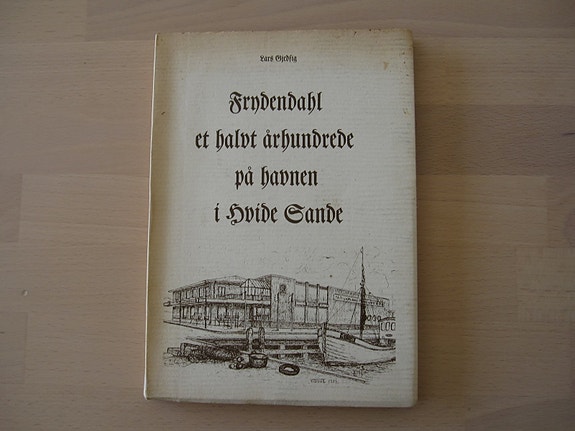 Lars Gjedsig
Frydendahl
et halvt århundrede
på havnen
i Hvide Sande